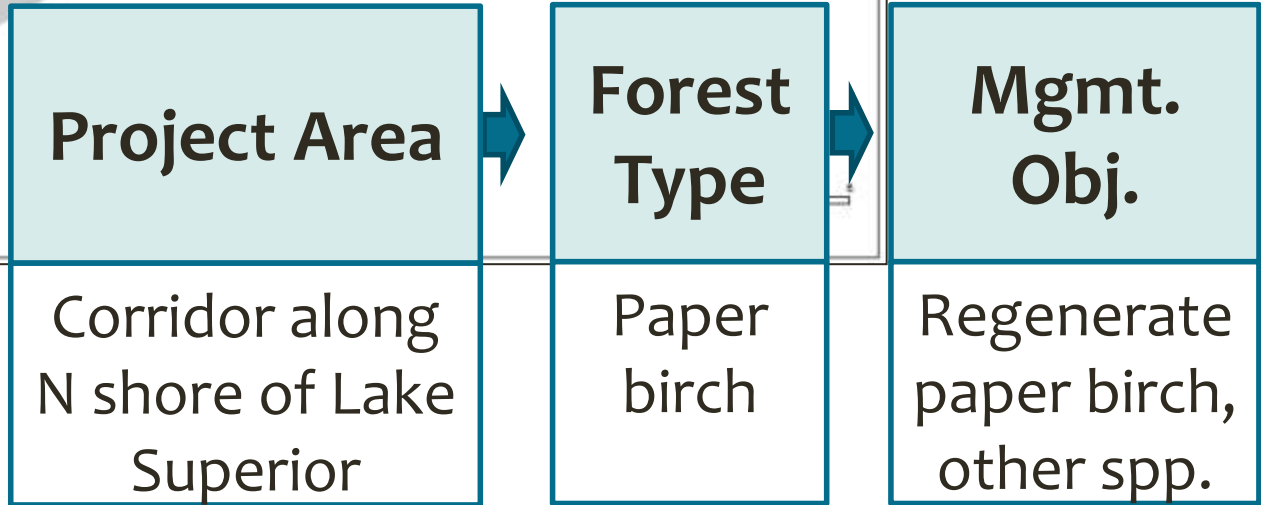 Project Area
Corridor along
N shore of Lake
Superior
Forest
Type
Paper
birch
Mgmt.
Obj.
Regenerate
paper birch,
other spp.